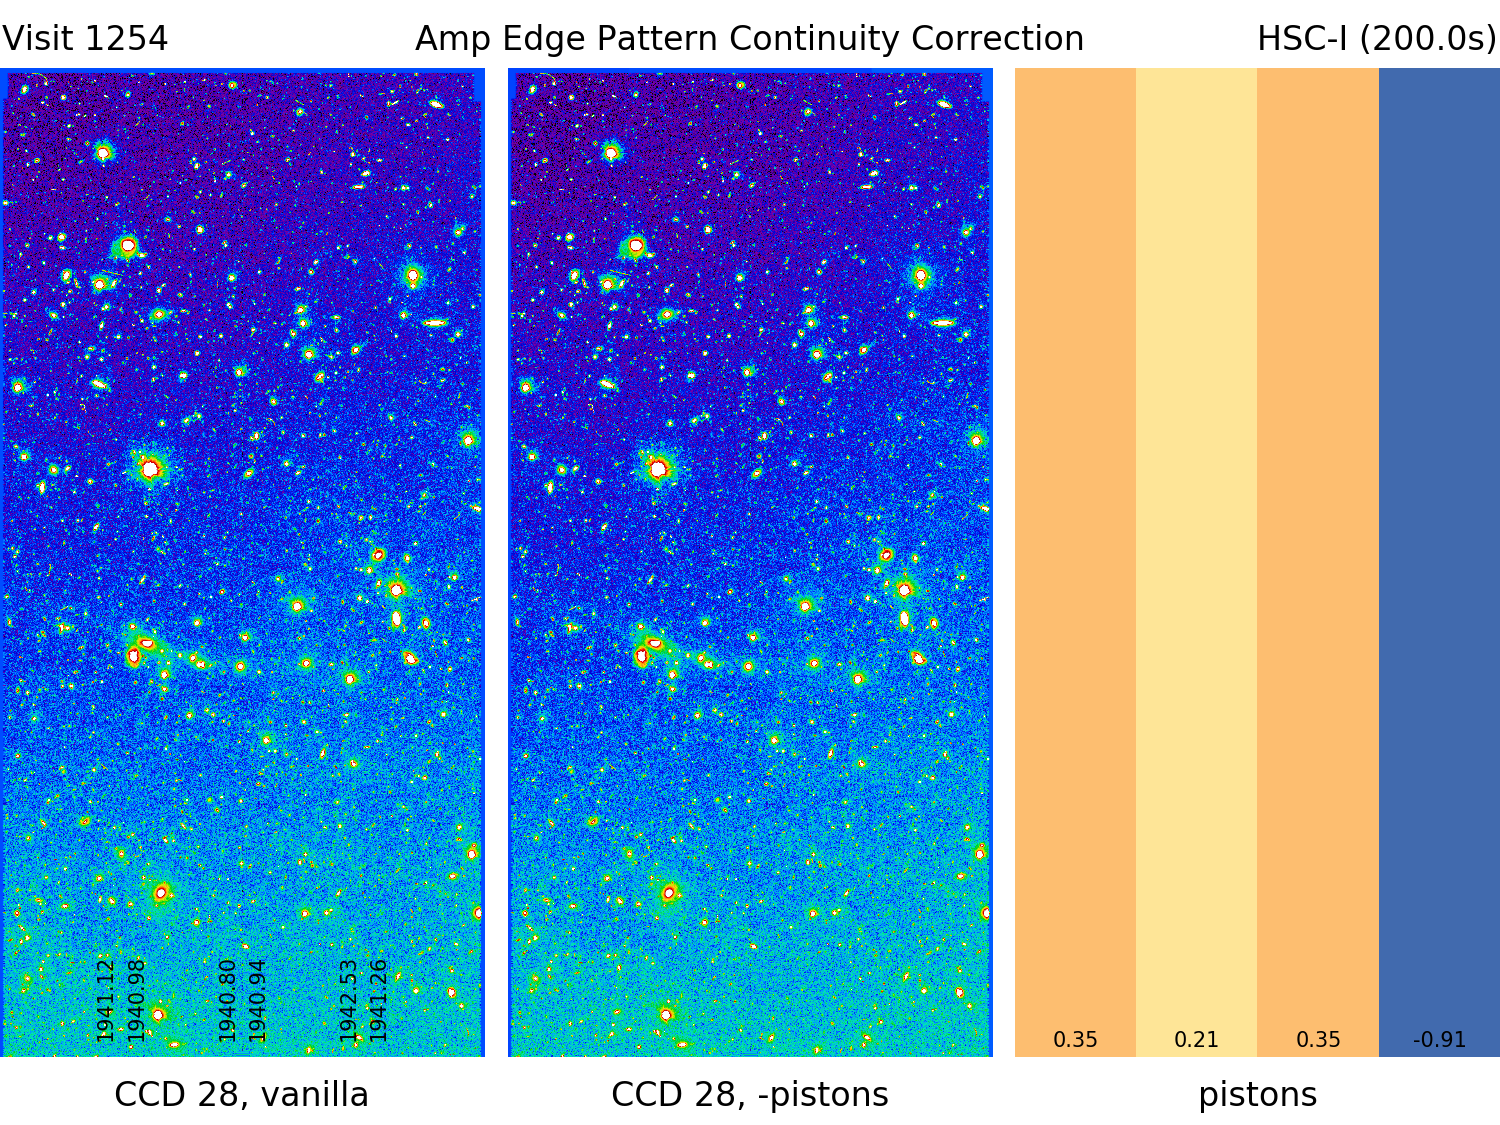 Visit 1254
Amp Edge Pattern Continuity Correction
HSC-I (200.0s)
1941.12
1940.98
1940.80
1940.94
1942.53
1941.26
0.35
0.21
0.35
-0.91
CCD 28, vanilla
CCD 28, -pistons
pistons